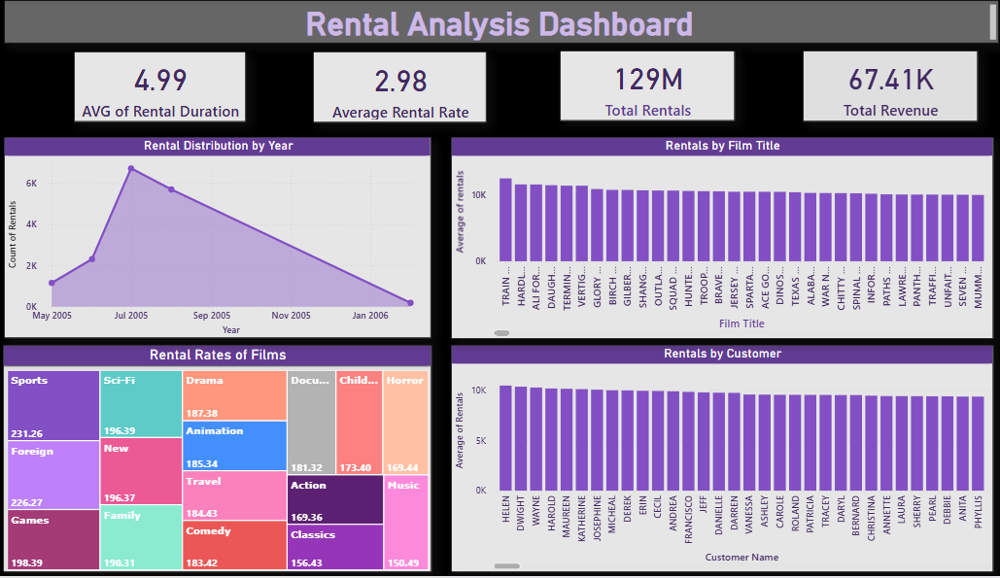 Rental Analysis Dashboard
4.99
AVG of Rental Duration
2.98
Average Rental Rate
129M
Total Rentals
67.41K
Total Revenue
Rental Distribution by Year
Count of Rentals
6K
4K
2K
0K
May 2005 Jul 2005 Sep 2005 Nov 2005 Jan 2006
Year
Rentals by Film Title
Average of rentals
10K
0K
TRAIN ...
HARDL...
ALI FOR...
DAUGH...
TERMIN...
VERTIG...
GLORY ...
BIRCH ...
GILBER...
SHANG...
OUTLA...
SQUAD ...
HUNTE...
TROOP...
BRAVE...
JERSEY ...
SPARTA...
ACE GO...
DINOS...
TEXAS ...
ALABA...
WAR N...
CHITTY ...
SPINAL ...
INFOR...
PATHS ...
LAWRE...
PANTH...
TRAFFI...
UNFAIT...
SEVEN ...
MUMM...
Film Title
Rental Rates of Films
Sports
231.26
Foreign
226.27
Games
198.39
Sci-Fi
196.39
New
196.37
Family
190.31
Drama
187.38
Animation
185.34
Travel
184.43
Comedy
183.42
Docu...
181.32
Child...
173.40
Horror
169.44
Action
169.36
Classics
156.43
Music
150.49
Rentals by Customer
Average of Rentals
10K
5K
0K
HELEN
DWIGHT
WAYNE
HAROLD
MAUREEN
KATHERINE
JOSEPHINE
MICHEAL
DEREK
ERIN
CECIL
ANDREA
FRANCISCO
JEFF
DANIELLE
DARREN
VANESSA
ASHLEY
CAROLE
ROLAND
PATRICIA
TRACEY
DARYL
BERNARD
CHRISTINA
ANNETTE
LAURA
SHERRY
PEARL
DEBBIE
ANITA
PHYLLIS
Customer Name